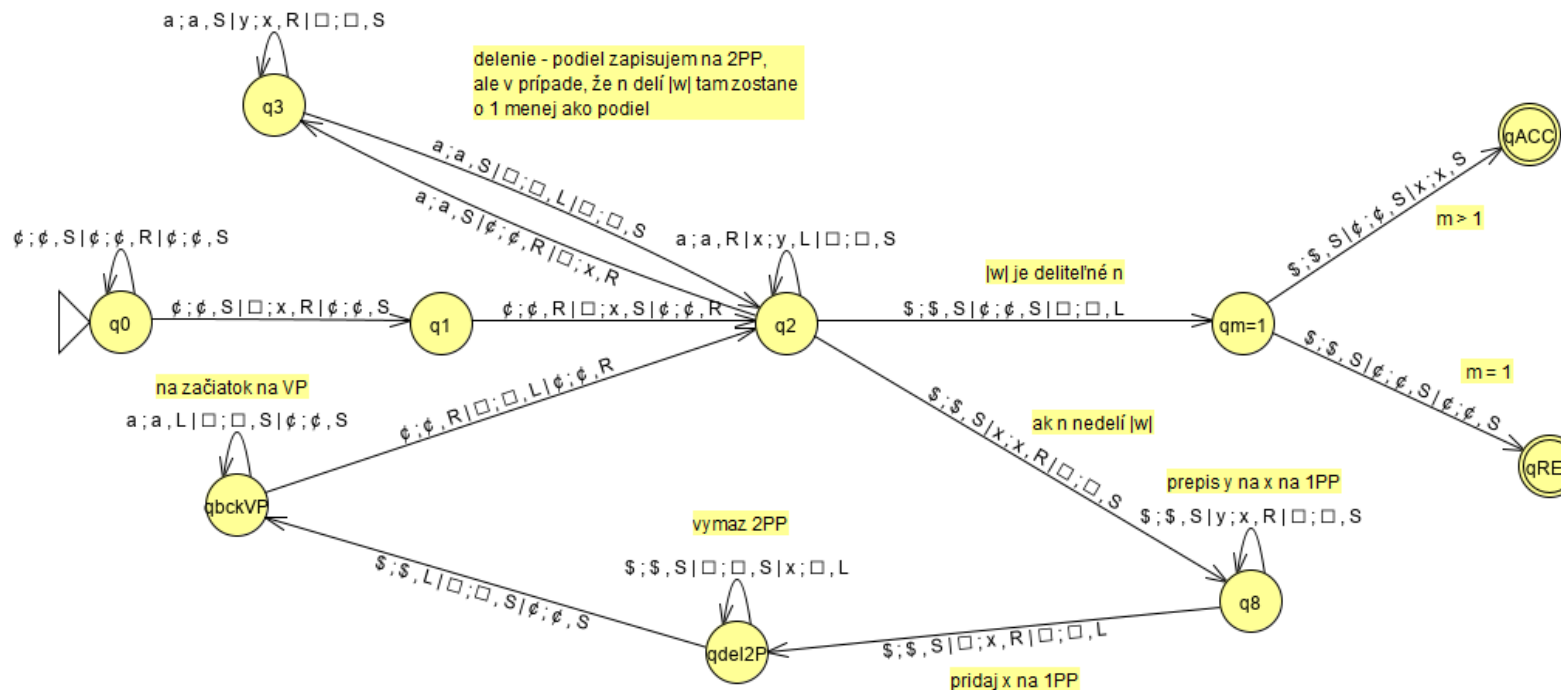 a ; a , S | y ; x , R | □ ; □ , S
delenie - podiel zapisujem na 2PP,
ale v prípade, že n delí |w| tam zostane
o 1 menej ako podiel
q3
qACC
a ; a , S | □ ; □ , L | □ ; □ , S
a ; a , S | ¢ ; ¢ , R | □ ; x , R
$ ; $ , S | ¢ ; ¢ , S | x ; x , S
m > 1
¢ ; ¢ , S | ¢ ; ¢ , R | ¢ ; ¢ , S
a ; a , R | x ; y , L | □ ; □ , S
|w| je deliteľné n
q0
¢ ; ¢ , S | □ ; x , R | ¢ ; ¢ , S
q1
¢ ; ¢ , R | □ ; x , S | ¢ ; ¢ , R
q2
$ ; $ , S | ¢ ; ¢ , S | □ ; □ , L
qm=1
$ ; $ , S | ¢ ; ¢ , S | ¢ ; ¢ , S
m = 1
na začiatok na VP
a ; a , L | □ ; □ , S | ¢ ; ¢ , S
¢ ; ¢ , R | □ ; □ , L | ¢ ; ¢ , R
$ ; $ , S | x ; x , R | □ ; □ , S
ak n nedelí |w|
qRE
qbckVP
prepis y na x na 1PP
$ ; $ , S | y ; x , R | □ ; □ , S
vymaz 2PP
$ ; $ , S | □ ; □ , S | x ; □ , L
$ ; $ , L | □ ; □ , S | ¢ ; ¢ , S
q8
qdel2P
$ ; $ , S | □ ; x , R | □ ; □ , L
pridaj x na 1PP